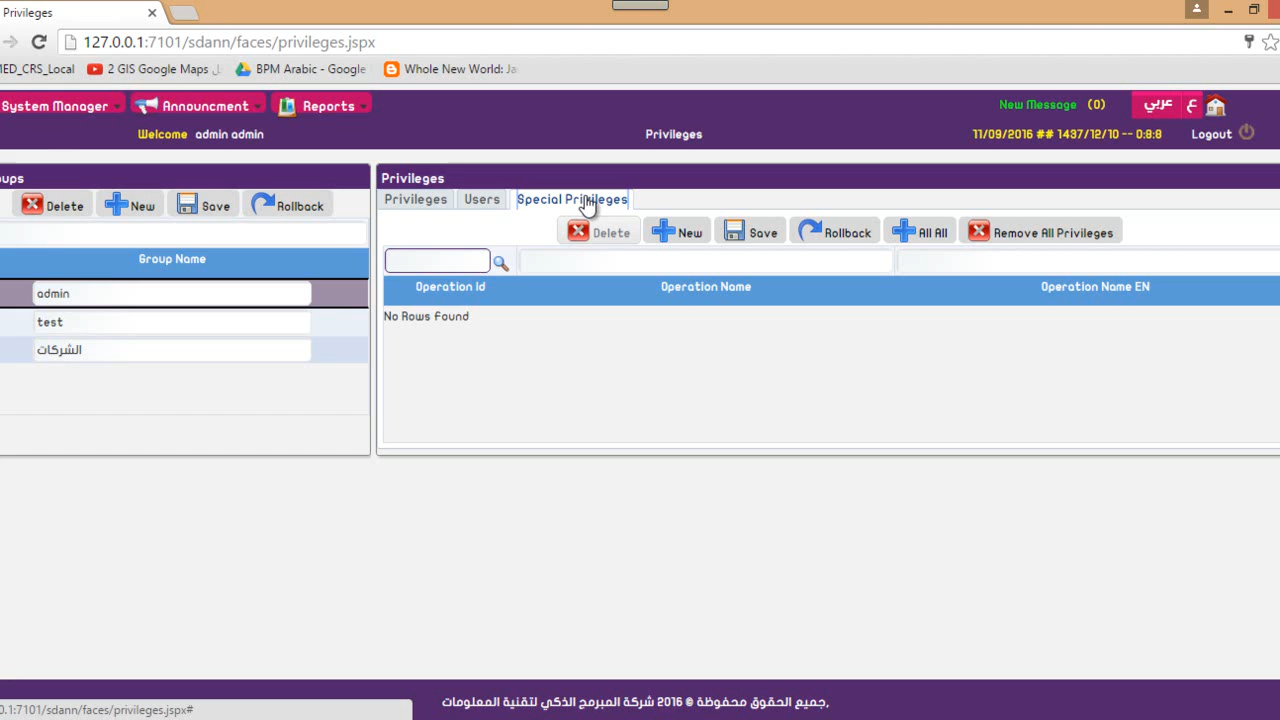 Privileges
127.0.0.1:7101/sdann/faces/privileges.jspx
MED_CRS_Local 2 GIS Google Maps BPM Arabic - Google Whole New World: Ja
System Manager Announcment Reports New Message (0) عربي ع
Welcome admin admin Privileges 11/09/2016 ## 1437/12/10 -- 0:8:8 Logout
oups Privileges
Privileges Users Special Privileges
Delete New Save Rollback
Delete New Save Rollback All All Remove All Privileges
Group Name
Operation Id Operation Name Operation Name EN
admin
No Rows Found
test
الشركات
جميع الحقوق محفوظة © 2016 شركة المبرمج الذكي لتقنية المعلومات,
0.1:7101/sdann/faces/privileges.jspx#